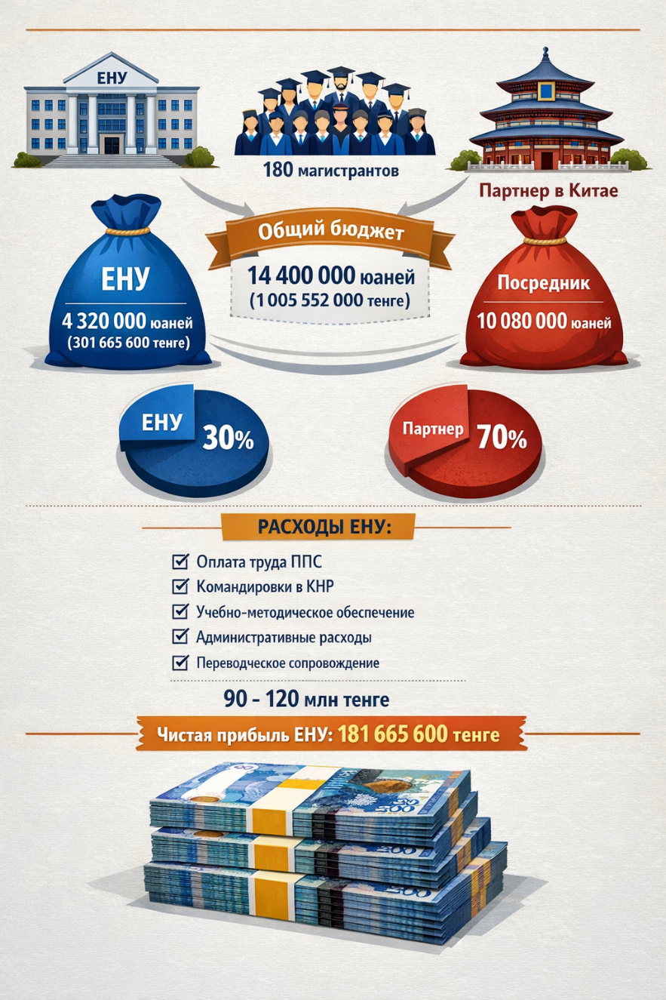 ЕНУ
180 магистрантов
Партнер в Китае
Общий бюджет
14 400 000 юаней
(1 005 552 000 тенге)
ЕНУ
4 320 000 юаней
(301 665 600 тенге)
Посредник
10 080 000 юаней
ЕНУ
30%
Партнер
70%
РАСХОДЫ ЕНУ:
Оплата труда ППС
Командировки в КНР
Учебно-методическое обеспечение
Административные расходы
Переводческое сопровождение
90 - 120 млн тенге
Чистая прибыль ЕНУ: 181 665 600 тенге